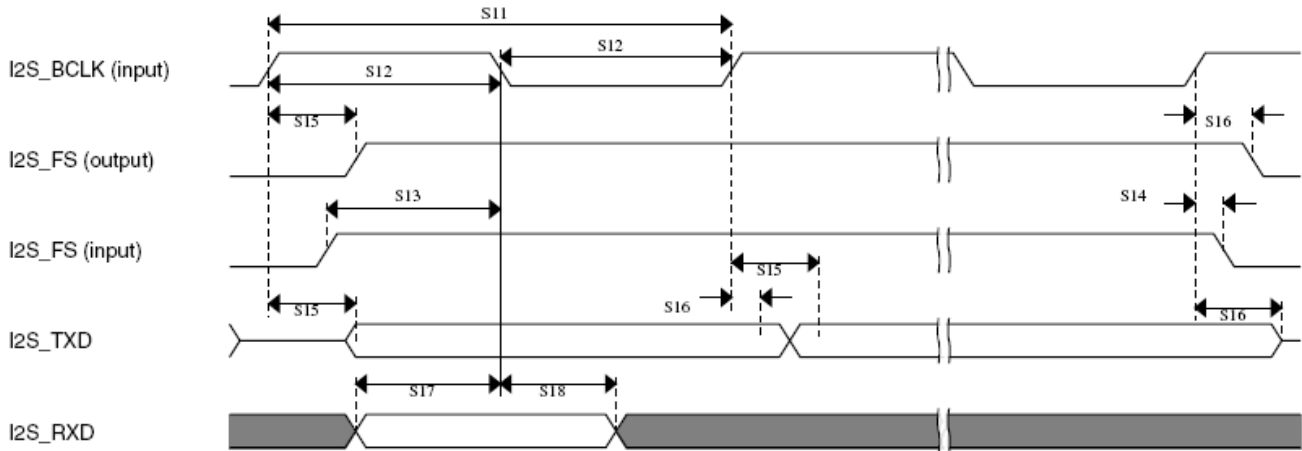 S11
I2S_BCLK (input)
S12
S12
S15
S16
I2S_FS (output)
S13
S14
I2S_FS (input)
S15
S15
S16
S16
I2S_TXD
S17
S18
I2S_RXD